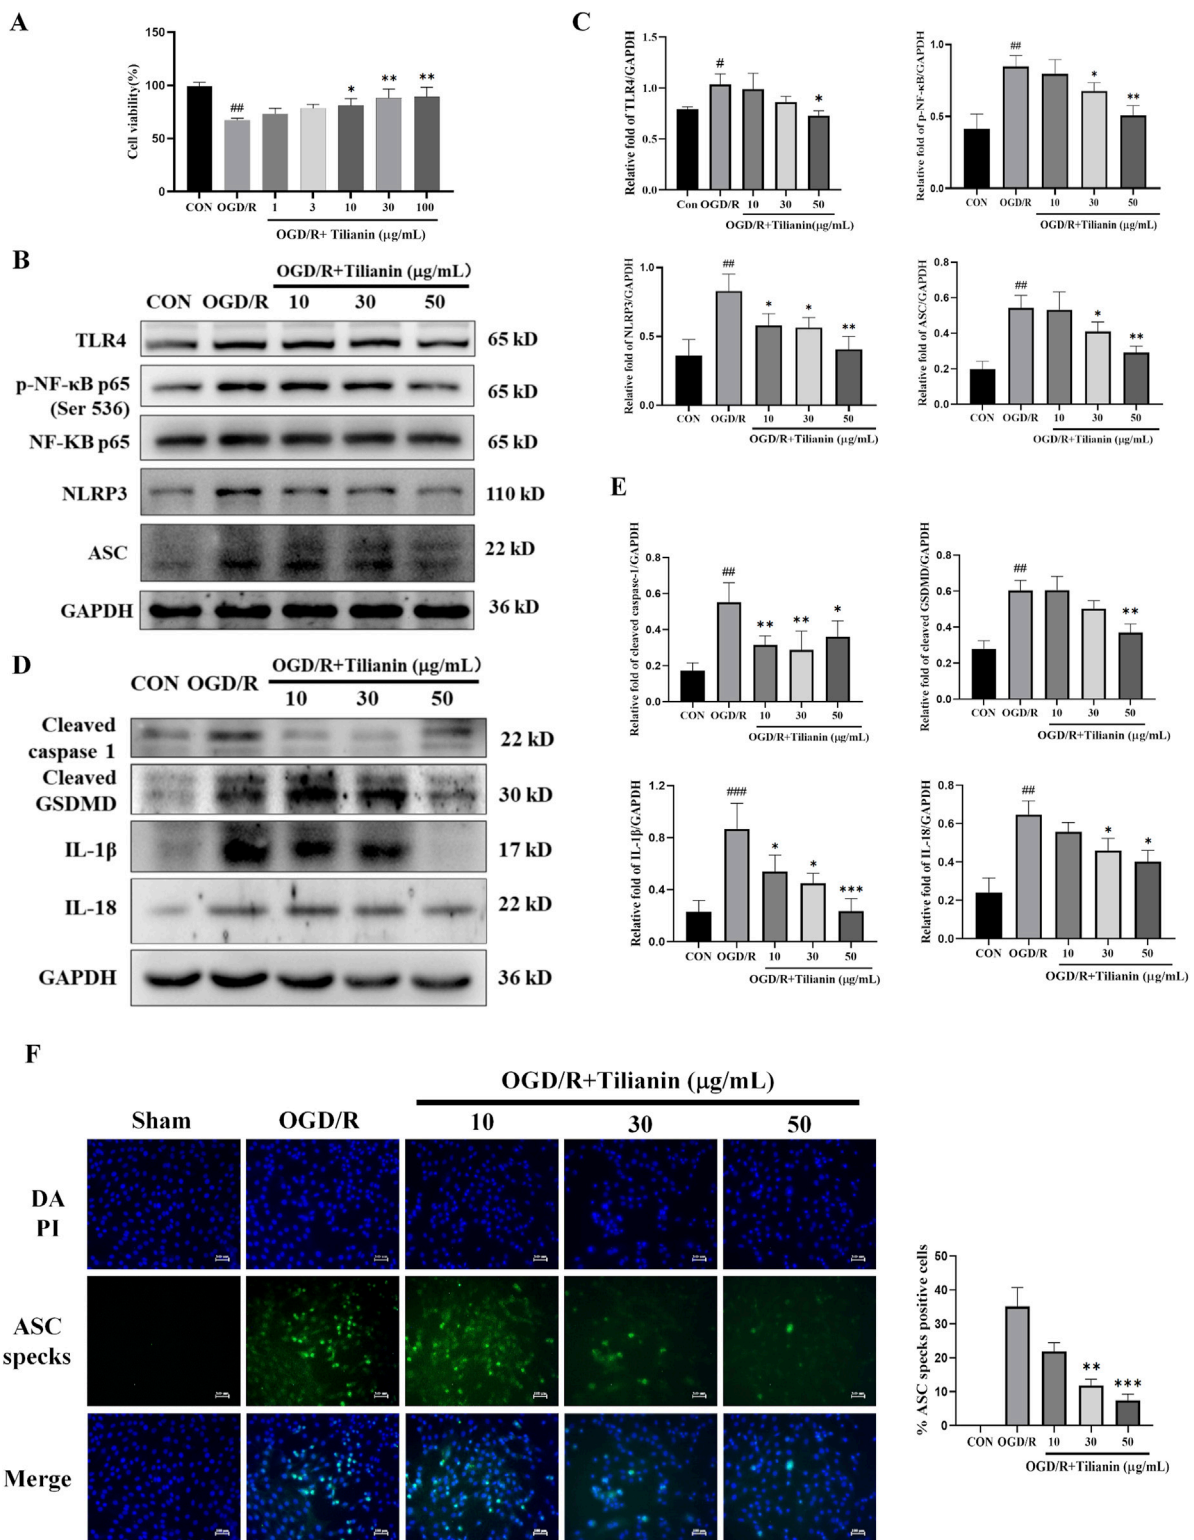 A
150
100
50
0
Cell viability(%)
##
*
**
**
CON
OGD/R
1
3
10
30
100
OGD/R+ Tilianin (μg/mL)
B
OGD/R+Tilianin (μg/mL)
CON
OGD/R
10
30
50
TLR4
65 kD
p-NF-κB p65
(Ser 536)
65 kD
NF-KB p65
65 kD
NLRP3
110 kD
ASC
22 kD
GAPDH
36 kD
C
1.5
1.0
0.5
0.0
Relative fold of TLR4/GAPDH
#
*
Con
OGD/R
10
30
50
OGD/R+Tilianin(μg/mL)
1.0
0.5
0.0
Relative fold of p-NF-κB/GAPDH
##
*
**
CON
OGD/R
10
30
50
OGD/R+Tilianin (μg/mL)
1.0
0.5
0.0
Relative fold of NLRP3/GAPDH
##
*
*
**
CON
OGD/R
10
30
50
OGD/R+Tilianin (μg/mL)
0.8
0.6
0.4
0.2
0.0
Relative fold of ASC/GAPDH
##
*
**
CON
OGD/R
10
30
50
OGD/R+Tilianin (μg/mL)
D
OGD/R+Tilianin (μg/mL)
CON
OGD/R
10
30
50
Cleaved
caspase 1
22 kD
Cleaved
GSDMD
30 kD
IL-1β
17 kD
IL-18
22 kD
GAPDH
36 kD
E
0.8
0.6
0.4
0.2
0.0
Relative fold of cleaved caspase-1/GAPDH
##
**
**
*
CON
OGD/R
10
30
50
OGD/R+Tilianin (μg/mL)
0.8
0.6
0.4
0.2
0.0
Relative fold of cleaved GSDMD/GAPDH
##
**
CON
OGD/R
10
30
50
OGD/R+Tilianin (μg/mL)
1.2
0.8
0.4
0.0
Relative fold of IL-1β/GAPDH
###
*
*
***
CON
OGD/R
10
30
50
OGD/R+Tilianin (μg/mL)
0.8
0.6
0.4
0.2
0.0
Relative fold of IL-18/GAPDH
##
*
*
CON
OGD/R
10
30
50
OGD/R+Tilianin (μg/mL)
F
OGD/R+Tilianin (μg/mL)
Sham
OGD/R
10
30
50
DA
PI
ASC
specks
Merge
50
40
30
20
10
0
% ASC specks positive cells
**
***
CON
OGD/R
10
30
50
OGD/R+Tilianin (μg/mL)